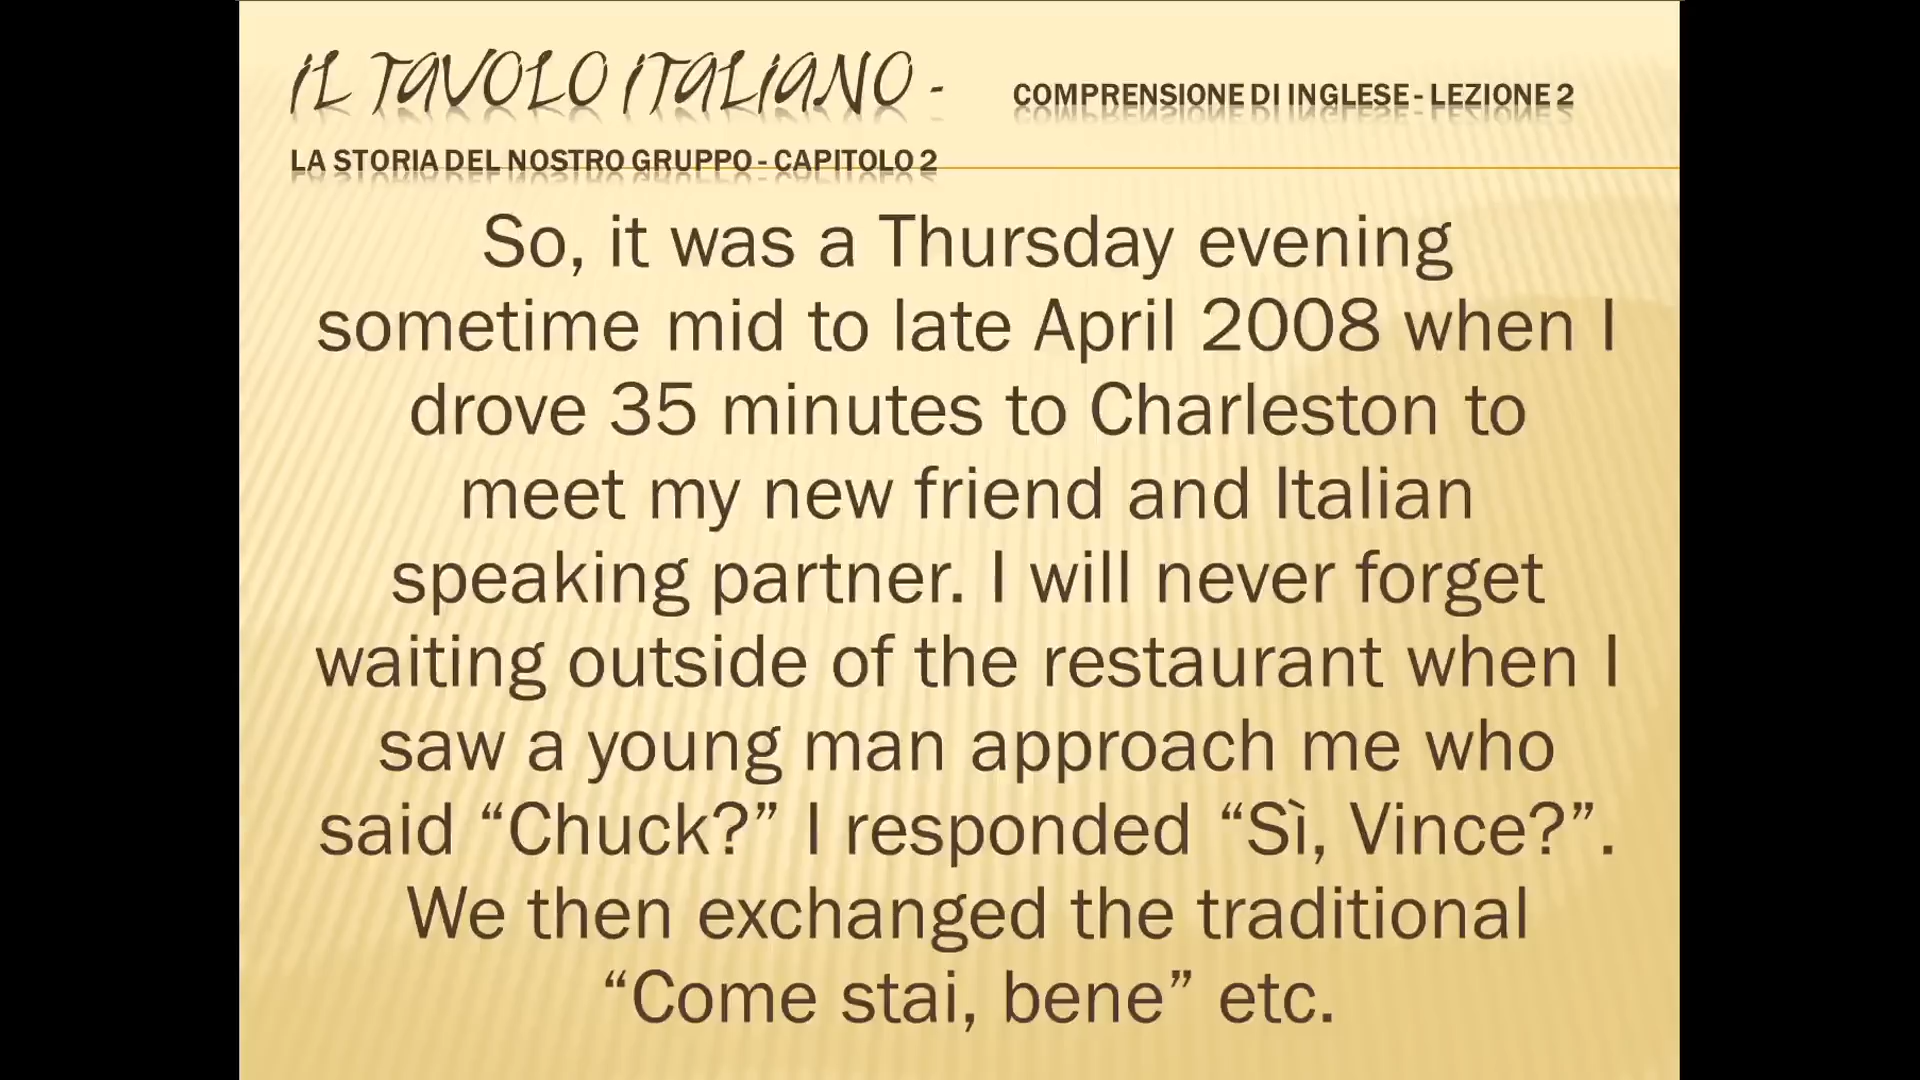 IL TAVOLO ITALIANO - COMPRENSIONE DI INGLESE - LEZIONE 2
LA STORIA DEL NOSTRO GRUPPO - CAPITOLO 2
So, it was a Thursday evening
sometime mid to late April 2008 when I
drove 35 minutes to Charleston to
meet my new friend and Italian
speaking partner. I will never forget
waiting outside of the restaurant when I
saw a young man approach me who
said “Chuck?” I responded “Sì, Vince?”.
We then exchanged the traditional
“Come stai, bene” etc.